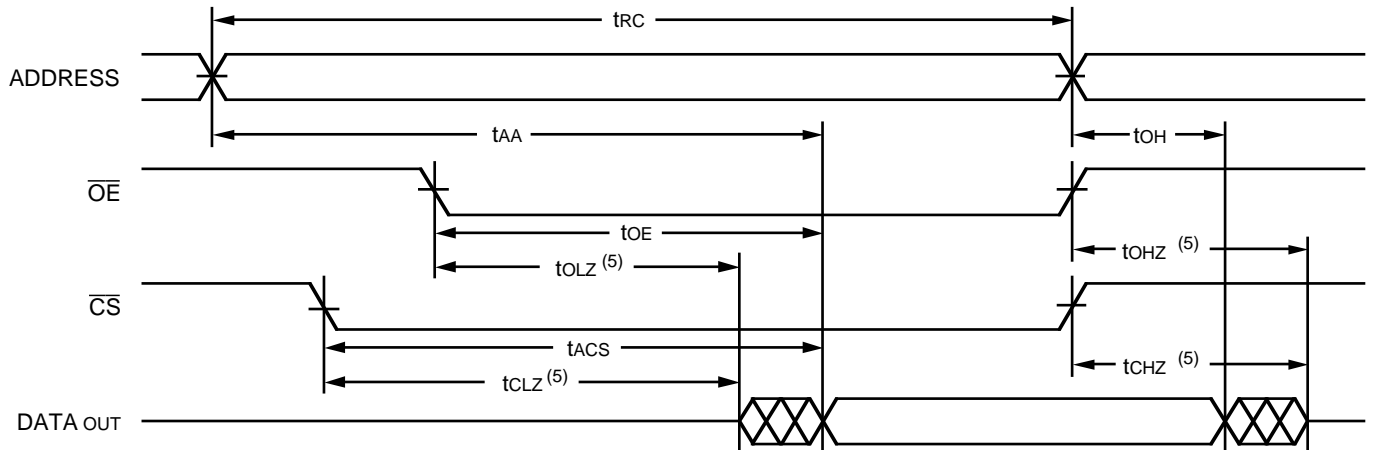 tRC
ADDRESS
tAA
tOH
OE
tOE
tOHZ (5)
tOLZ (5)
CS
tACS
tCHZ (5)
tCLZ (5)
DATA OUT